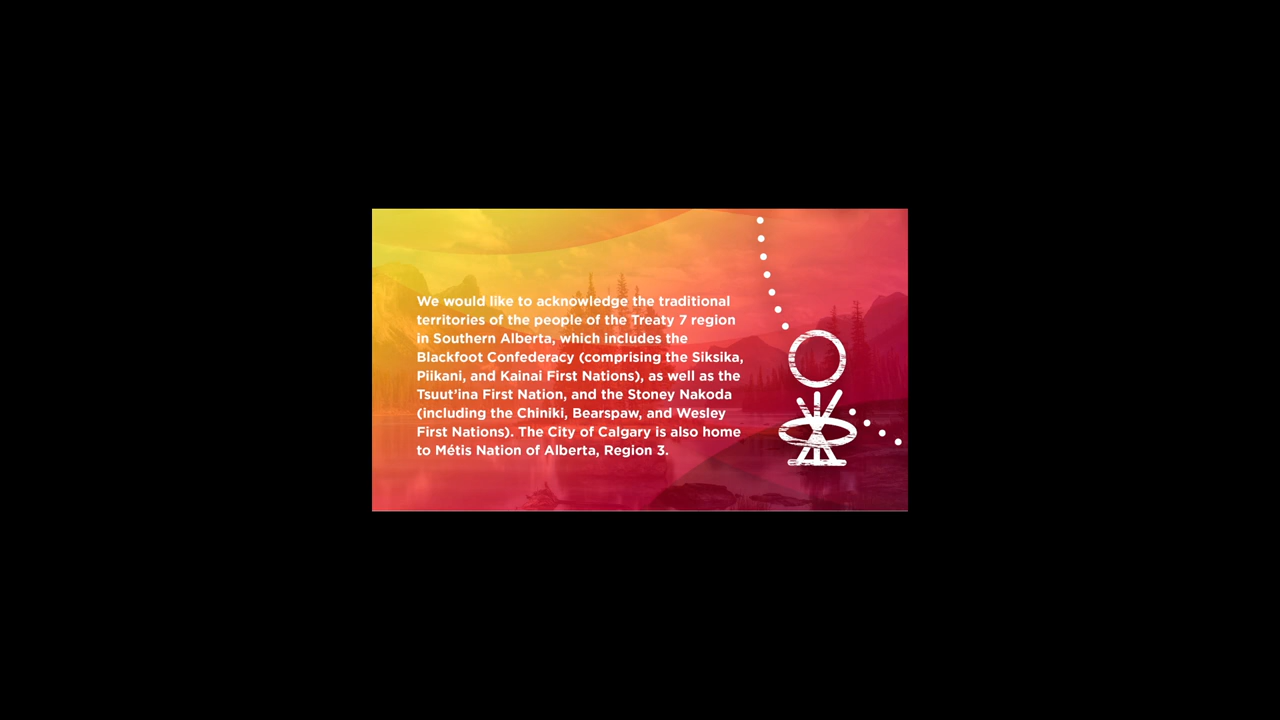 We would like to acknowledge the traditional
territories of the people of the Treaty 7 region
in Southern Alberta, which includes the
Blackfoot Confederacy (comprising the Siksika,
Piikani, and Kainai First Nations), as well as the
Tsuut’ina First Nation, and the Stoney Nakoda
(including the Chiniki, Bearspaw, and Wesley
First Nations). The City of Calgary is also home
to Métis Nation of Alberta, Region 3.